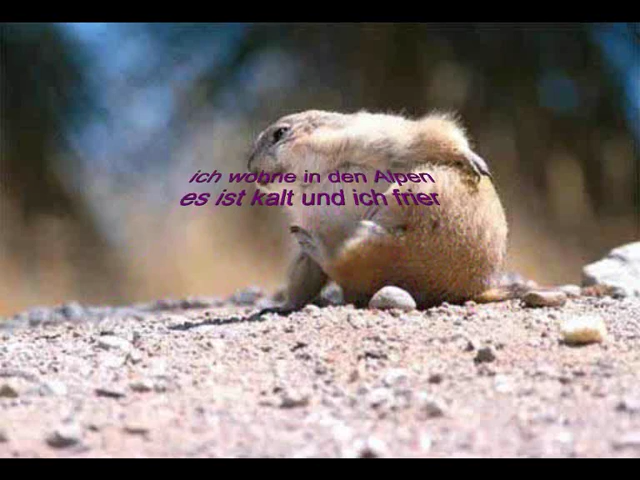 ich wohne in den Alpen
es ist kalt und ich frier